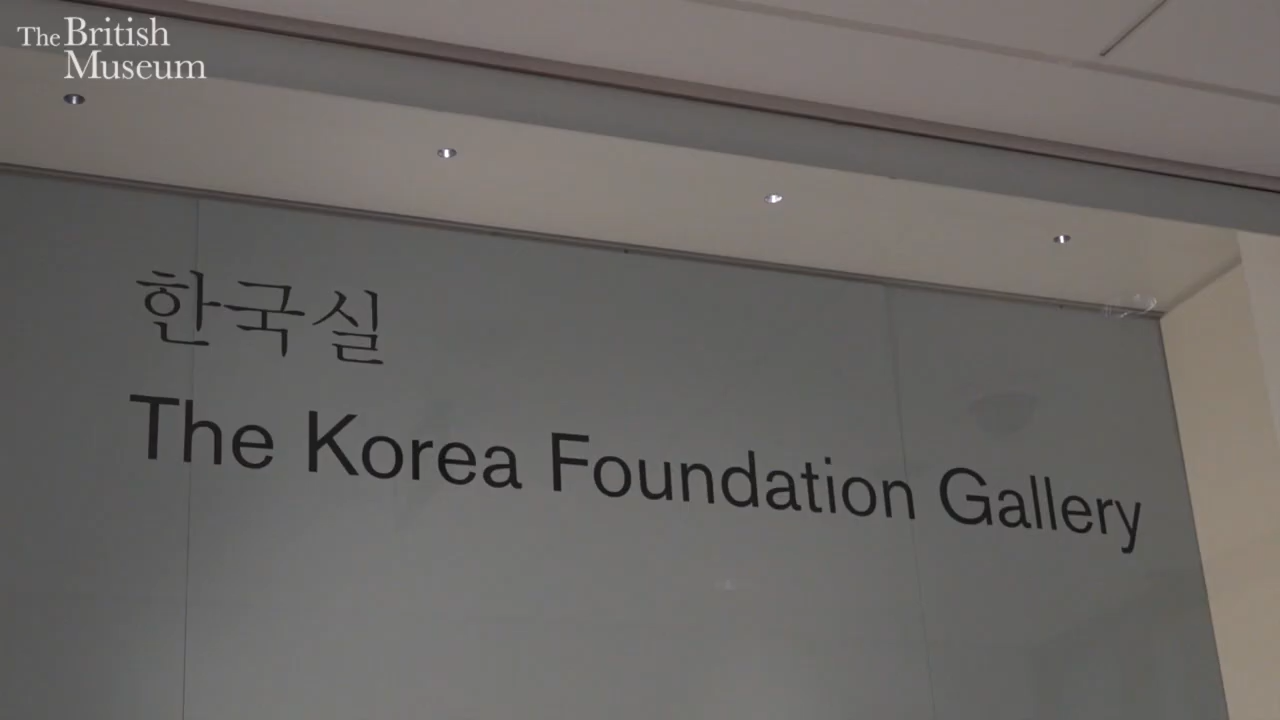 The British
Museum
한국실
The Korea Foundation Gallery